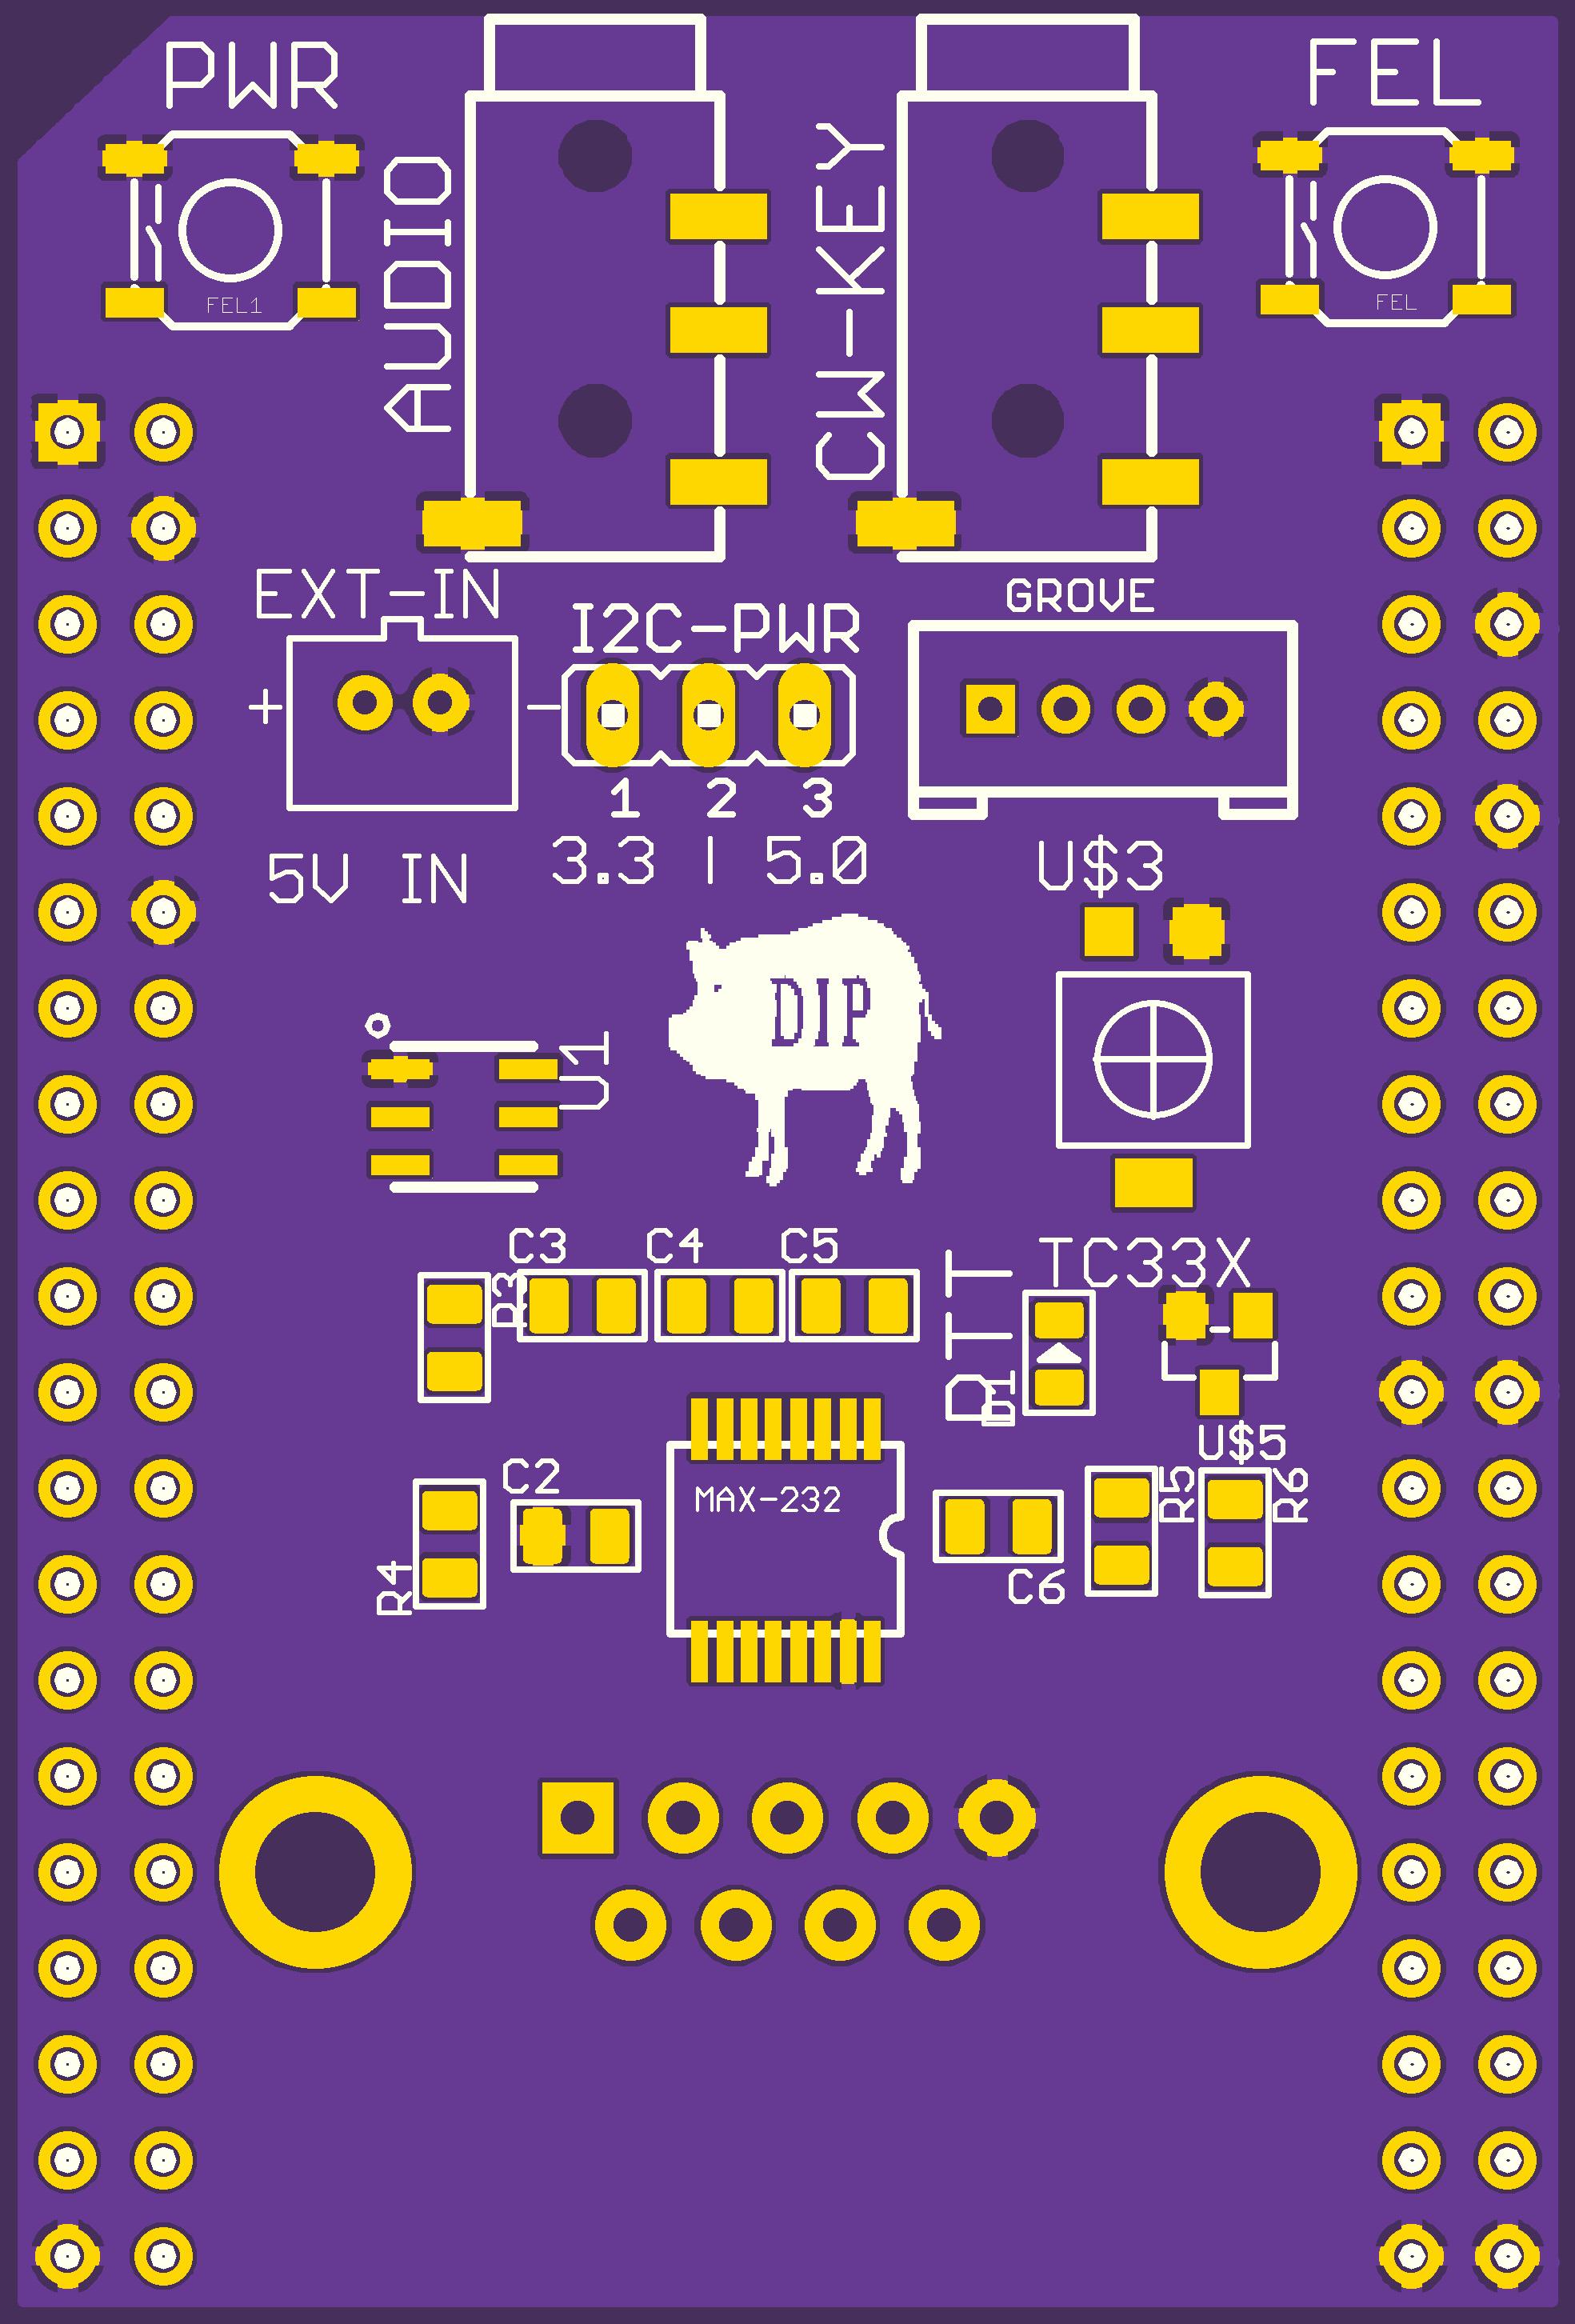 PWR
FEL
AUDIO
CW-KEY
FEL1
FEL
EXT-IN
I2C-PWR
GROVE
+
-
1 2 3
3.3 | 5.0
5V IN
U$3
DIP
U1
TC33X
C3
C4
C5
R3
BTT
D1
U$5
C2
MAX-232
R5
R6
R4
C6